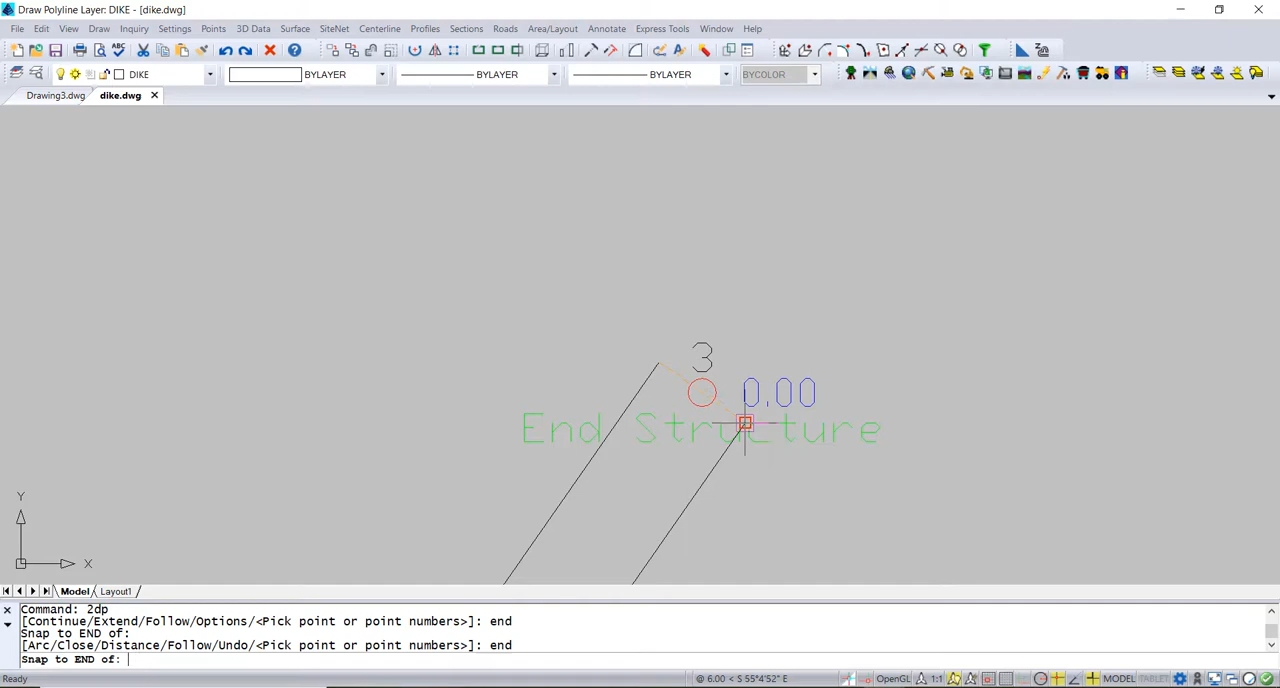 Draw Polyline Layer: DIKE - [dike.dwg]
File Edit View Draw Inquiry Settings Points 3D Data Surface SiteNet Centerline Profiles Sections Roads Area/Layout Annotate Express Tools Window Help
DIKE BYLAYER BYLAYER BYLAYER BYCOLOR
Drawing3.dwg dike.dwg
3
0.00
End Structure
Y
X
Model Layout1
Command: 2dp
[Continue/Extend/Follow/Options/<Pick point or point numbers>]: end
Snap to END of:
[Arc/Close/Distance/Follow/Undo/<Pick point or point numbers>]: end
Snap to END of:
Ready @ 6.00 < S 55°4'52" E OpenGL 1:1 MODEL TABLET